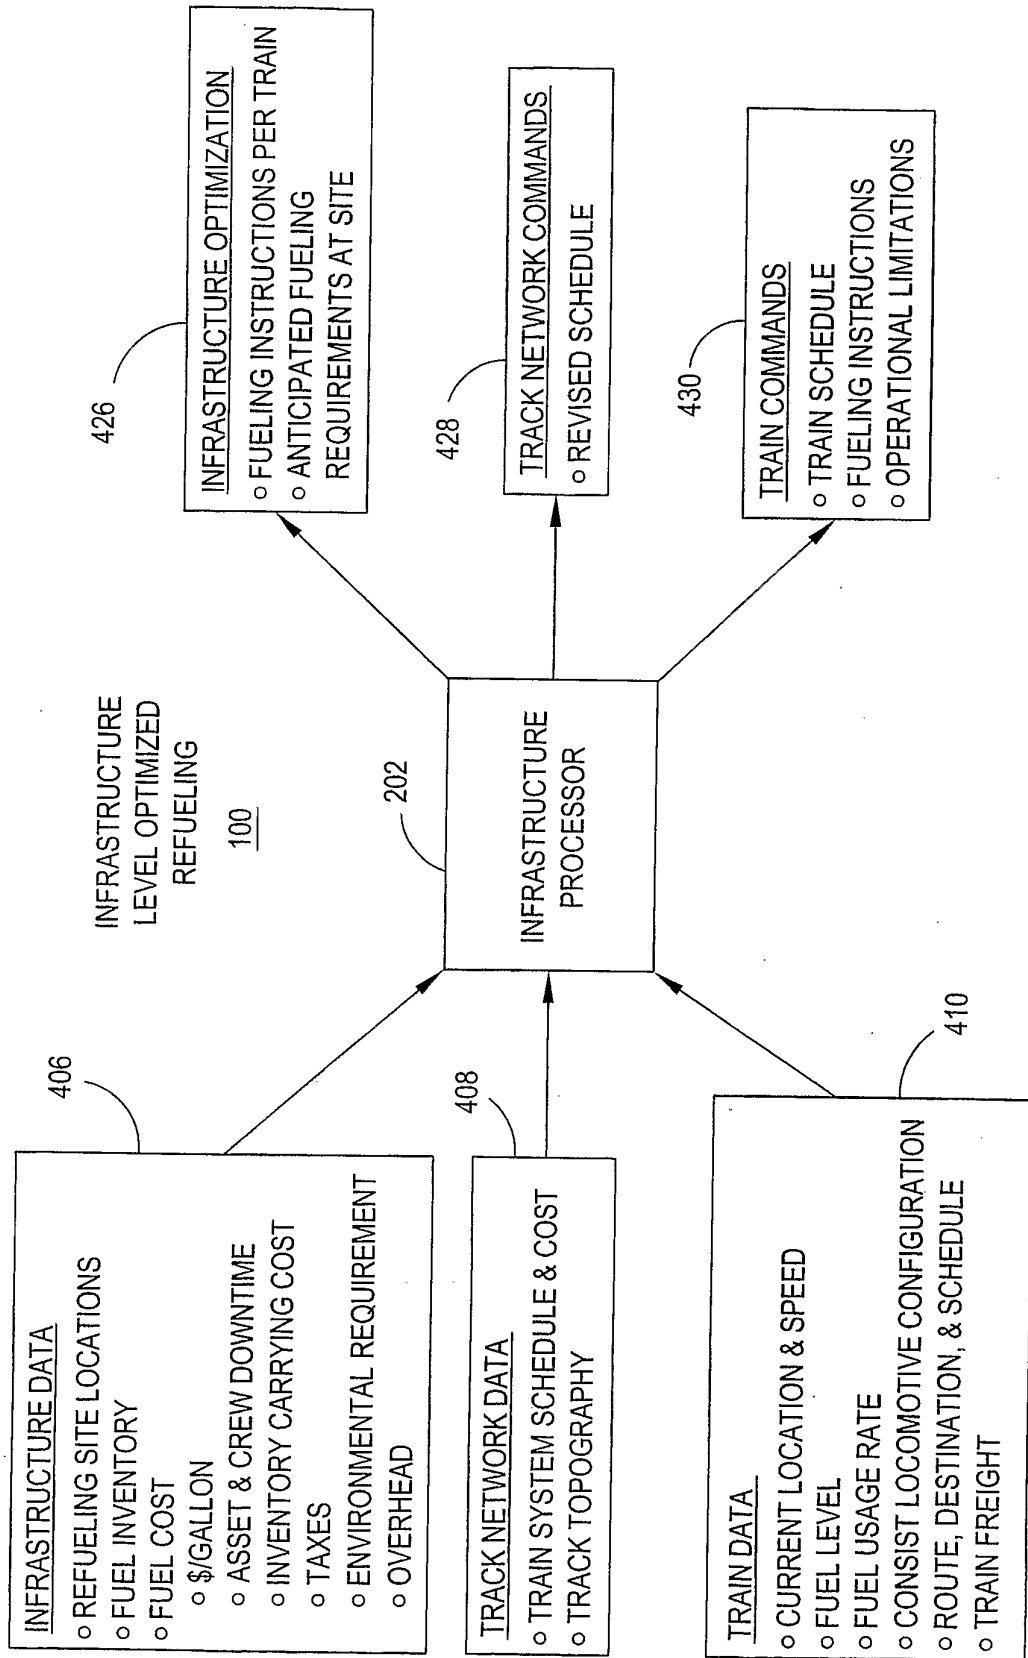 INFRASTRUCTURE
LEVEL OPTIMIZED
REFUELING
100
406
INFRASTRUCTURE DATA
○ REFUELING SITE LOCATIONS
○ FUEL INVENTORY
○ FUEL COST
○ $/GALLON
○ ASSET & CREW DOWNTIME
○ INVENTORY CARRYING COST
○ TAXES
○ ENVIRONMENTAL REQUIREMENT
○ OVERHEAD
408
TRACK NETWORK DATA
○ TRAIN SYSTEM SCHEDULE & COST
○ TRACK TOPOGRAPHY
410
TRAIN DATA
○ CURRENT LOCATION & SPEED
○ FUEL LEVEL
○ FUEL USAGE RATE
○ CONSIST LOCOMOTIVE CONFIGURATION
○ ROUTE, DESTINATION, & SCHEDULE
○ TRAIN FREIGHT
202
INFRASTRUCTURE
PROCESSOR
426
INFRASTRUCTURE OPTIMIZATION
○ FUELING INSTRUCTIONS PER TRAIN
○ ANTICIPATED FUELING
REQUIREMENTS AT SITE
428
TRACK NETWORK COMMANDS
○ REVISED SCHEDULE
430
TRAIN COMMANDS
○ TRAIN SCHEDULE
○ FUELING INSTRUCTIONS
○ OPERATIONAL LIMITATIONS